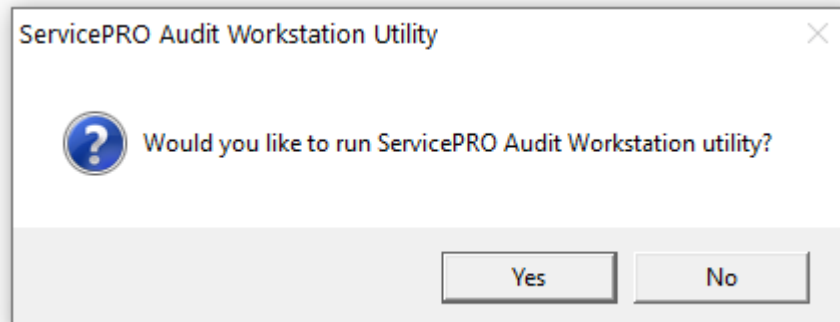 ServicePRO Audit Workstation Utility
Would you like to run ServicePRO Audit Workstation utility?
Yes No